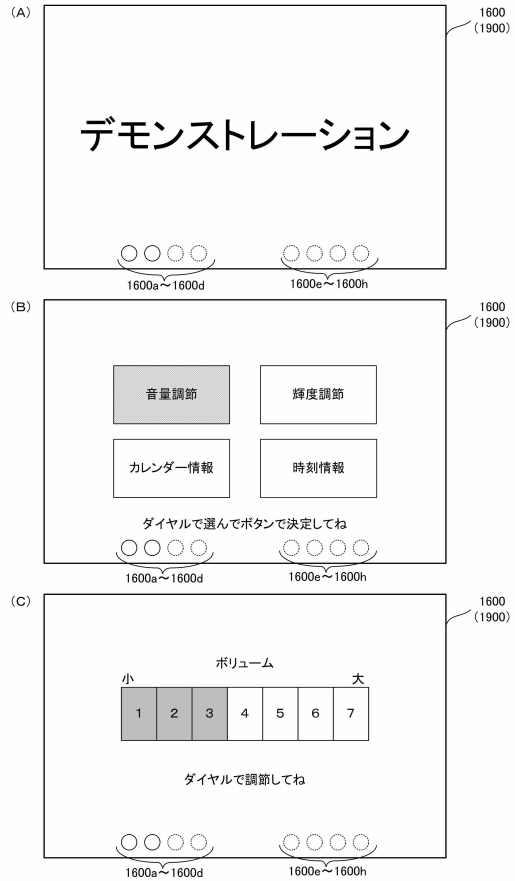 (A)
1600
(1900)
デモンストレーション
1600a～1600d 1600e～1600h
(B)
1600
(1900)
音量調節 輝度調節
カレンダー情報 時刻情報
ダイヤルで選んでボタンで決定してね
1600a～1600d 1600e～1600h
(C)
1600
(1900)
ボリューム
小 大
1 2 3 4 5 6 7
ダイヤルで調節してね
1600a～1600d 1600e～1600h